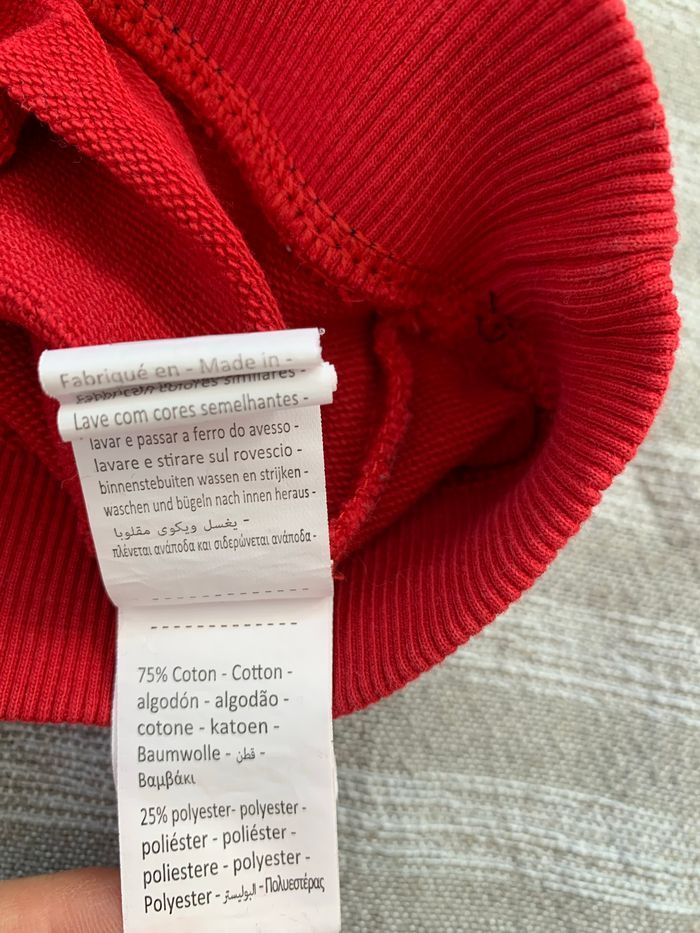 Fabriqué en - Made in -
similares -
Lave com cores semelhantes -
lavar e passar a ferro do avesso -
lavare e stirare sul rovescio -
binnenstebuiten wassen en strijken -
waschen und bügeln nach innen heraus -
يغسل ويكوى مقلوبا -
πλένεται ανάποδα και σιδερώνεται ανάποδα -
75% Coton - Cotton -
algodón - algodão -
cotone - katoen -
Baumwolle - قطن -
Βαμβάκι
25% polyester- polyester -
poliéster - poliéster -
poliestere - polyester -
Polyester - البوليستر - Πολυεστέρας